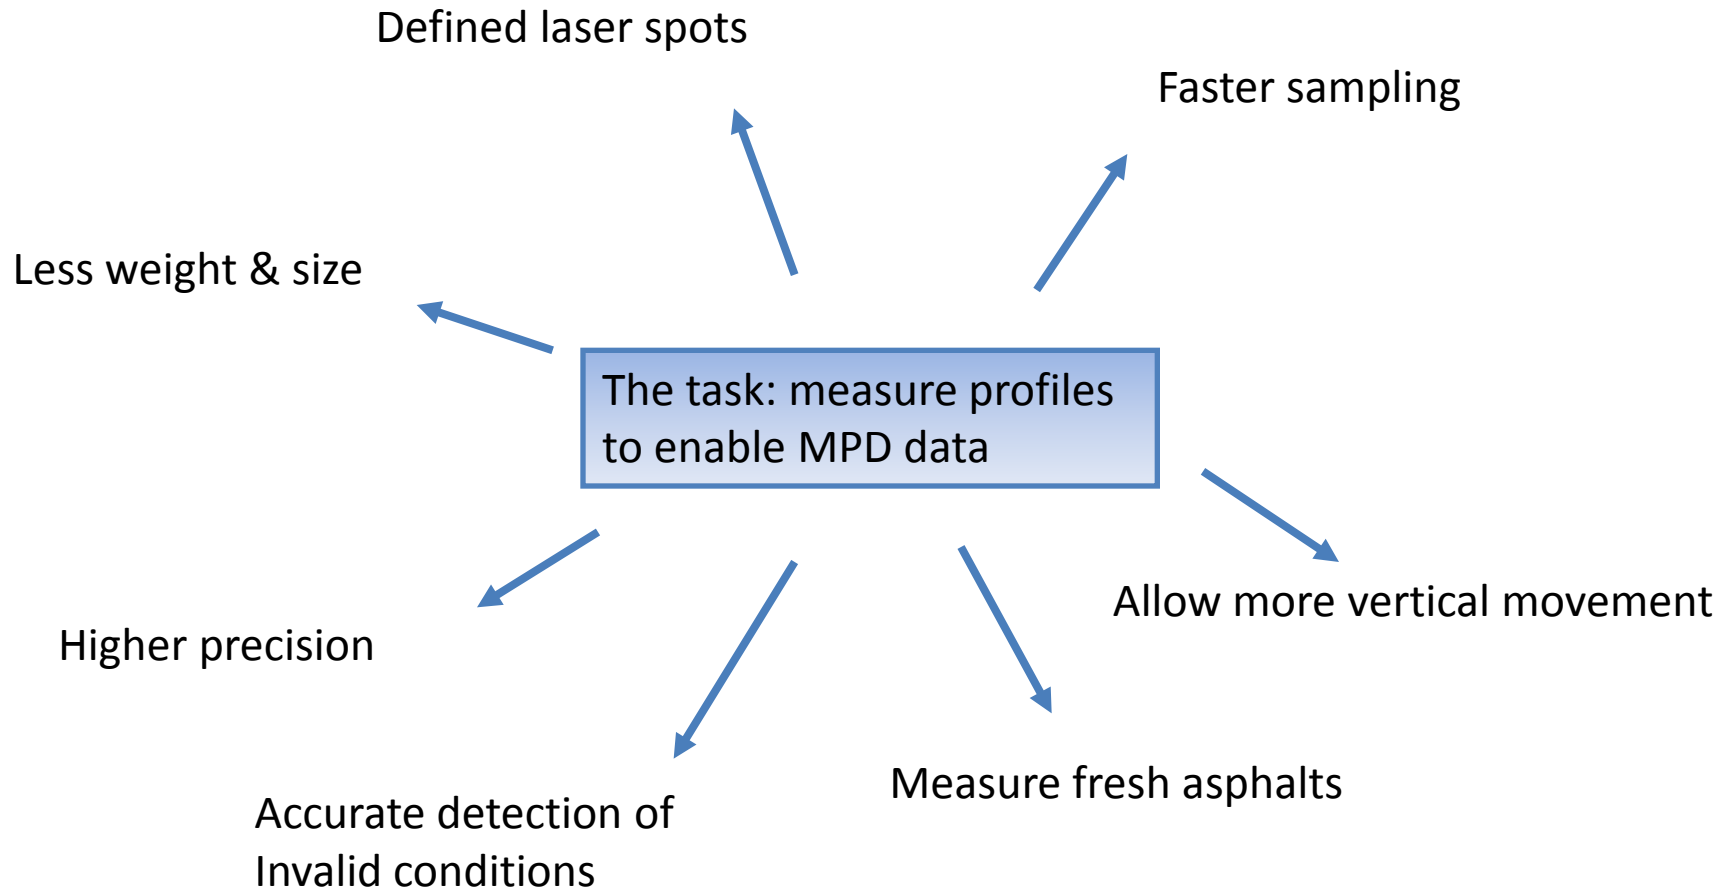 Defined laser spots
Faster sampling
Less weight & size
The task: measure profiles
to enable MPD data
Allow more vertical movement
Higher precision
Measure fresh asphalts
Accurate detection of
Invalid conditions